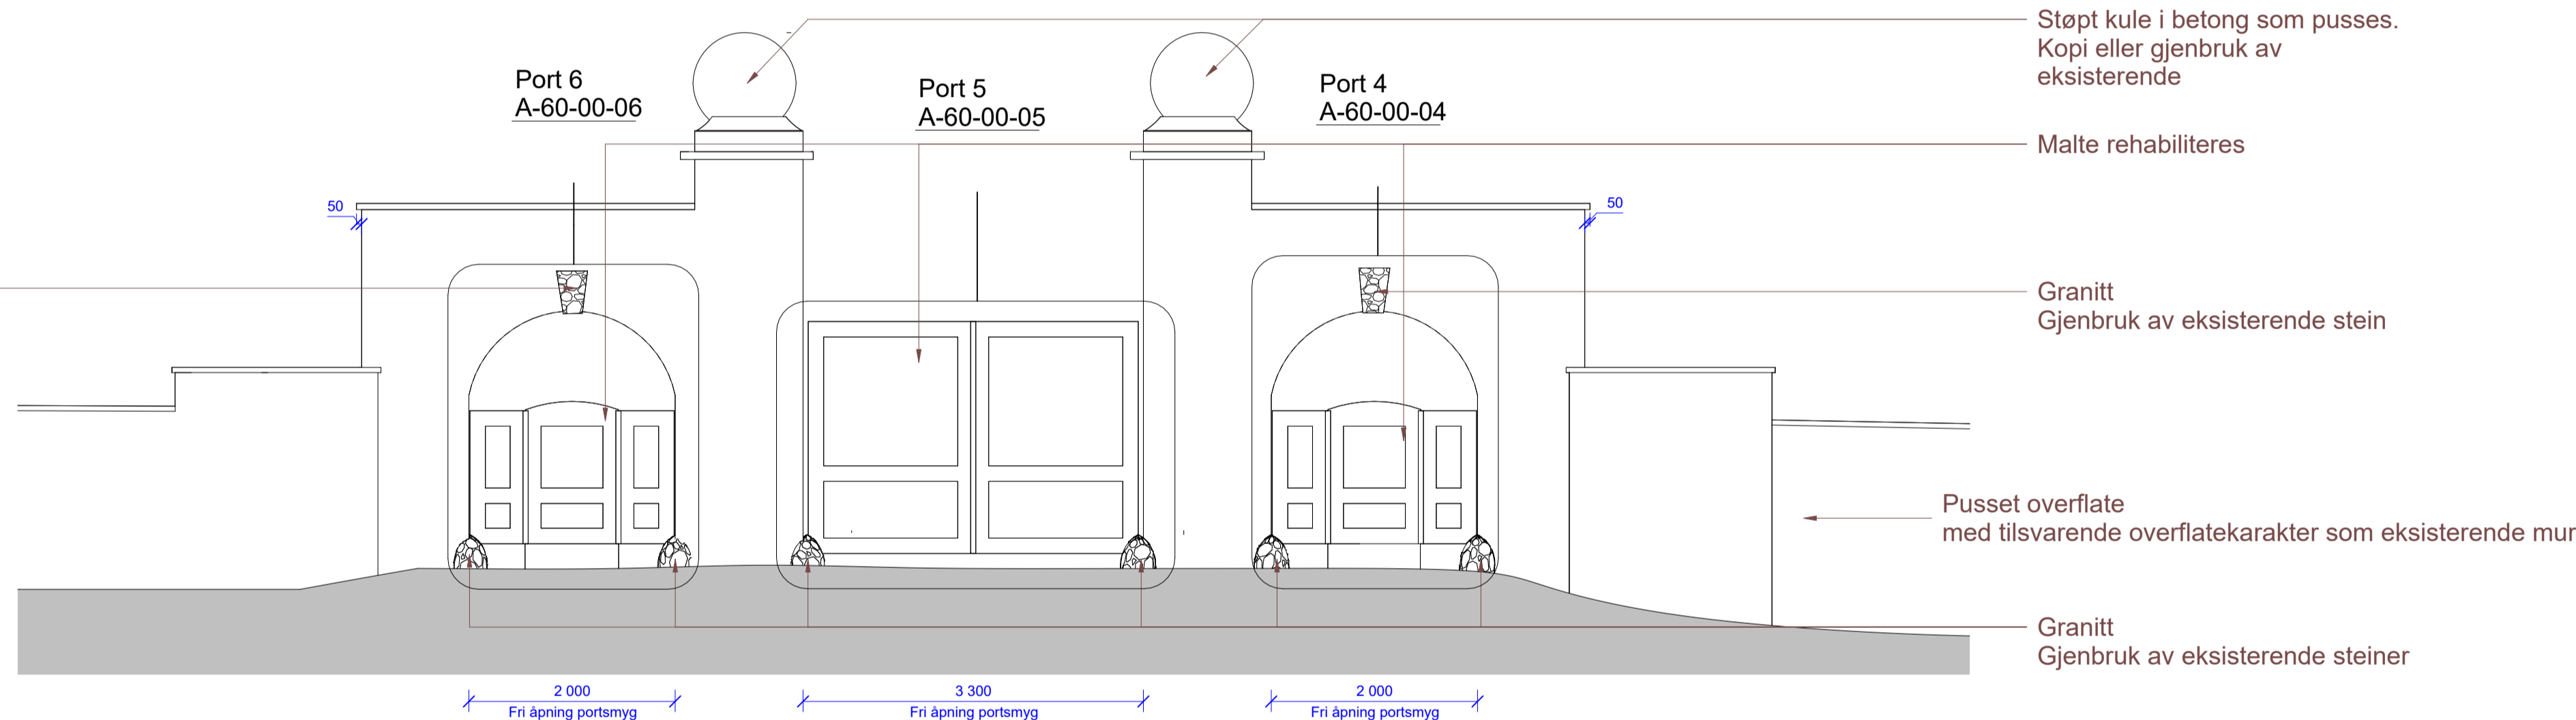 Støpt kule i betong som pusses.
Kopi eller gjenbruk av
eksisterende
Port 6
A-60-00-06
Port 5
A-60-00-05
Port 4
A-60-00-04
Malte rehabiliteres
50
50
Granitt
Gjenbruk av eksisterende stein
Pusset overflate
med tilsvarende overflatekarakter som eksisterende mur
Granitt
Gjenbruk av eksisterende steiner
2 000
Fri åpning portsmyg
3 300
Fri åpning portsmyg
2 000
Fri åpning portsmyg